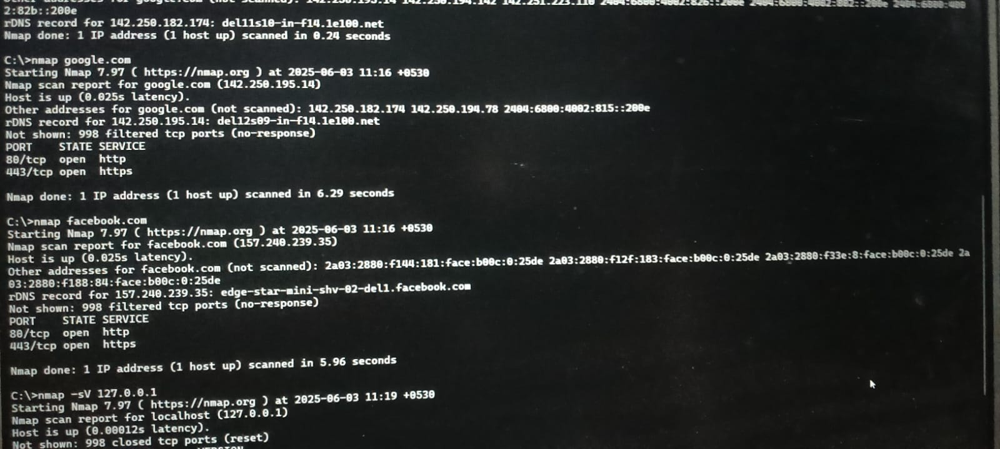 other addresses for google.com (not scanned): 142.250.195.14 142.250.194.142 142.251.223.110 2404:6800:4002:826::200e 2404:6800:4002:802::200e 2404:6800:400
2:82b::200e
rDNS record for 142.250.182.174: del11s10-in-f14.1e100.net
Nmap done: 1 IP address (1 host up) scanned in 0.24 seconds
C:\>nmap google.com
Starting Nmap 7.97 ( https://nmap.org ) at 2025-06-03 11:16 +0530
Nmap scan report for google.com (142.250.195.14)
Host is up (0.025s latency).
Other addresses for google.com (not scanned): 142.250.182.174 142.250.194.78 2404:6800:4002:815::200e
rDNS record for 142.250.195.14: del12s09-in-f14.1e100.net
Not shown: 998 filtered tcp ports (no-response)
PORT STATE SERVICE
80/tcp open http
443/tcp open https
Nmap done: 1 IP address (1 host up) scanned in 6.29 seconds
C:\>nmap facebook.com
Starting Nmap 7.97 ( https://nmap.org ) at 2025-06-03 11:16 +0530
Nmap scan report for facebook.com (157.240.239.35)
Host is up (0.025s latency).
Other addresses for facebook.com (not scanned): 2a03:2880:f144:181:face:b00c:0:25de 2a03:2880:f12f:183:face:b00c:0:25de 2a03:2880:f33e:8:face:b00c:0:25de 2a
03:2880:f188:84:face:b00c:0:25de
rDNS record for 157.240.239.35: edge-star-mini-shv-02-del1.facebook.com
Not shown: 998 filtered tcp ports (no-response)
PORT STATE SERVICE
80/tcp open http
443/tcp open https
Nmap done: 1 IP address (1 host up) scanned in 5.96 seconds
C:\>nmap -sV 127.0.0.1
Starting Nmap 7.97 ( https://nmap.org ) at 2025-06-03 11:19 +0530
Nmap scan report for localhost (127.0.0.1)
Host is up (0.00012s latency).
Not shown: 998 closed tcp ports (reset)